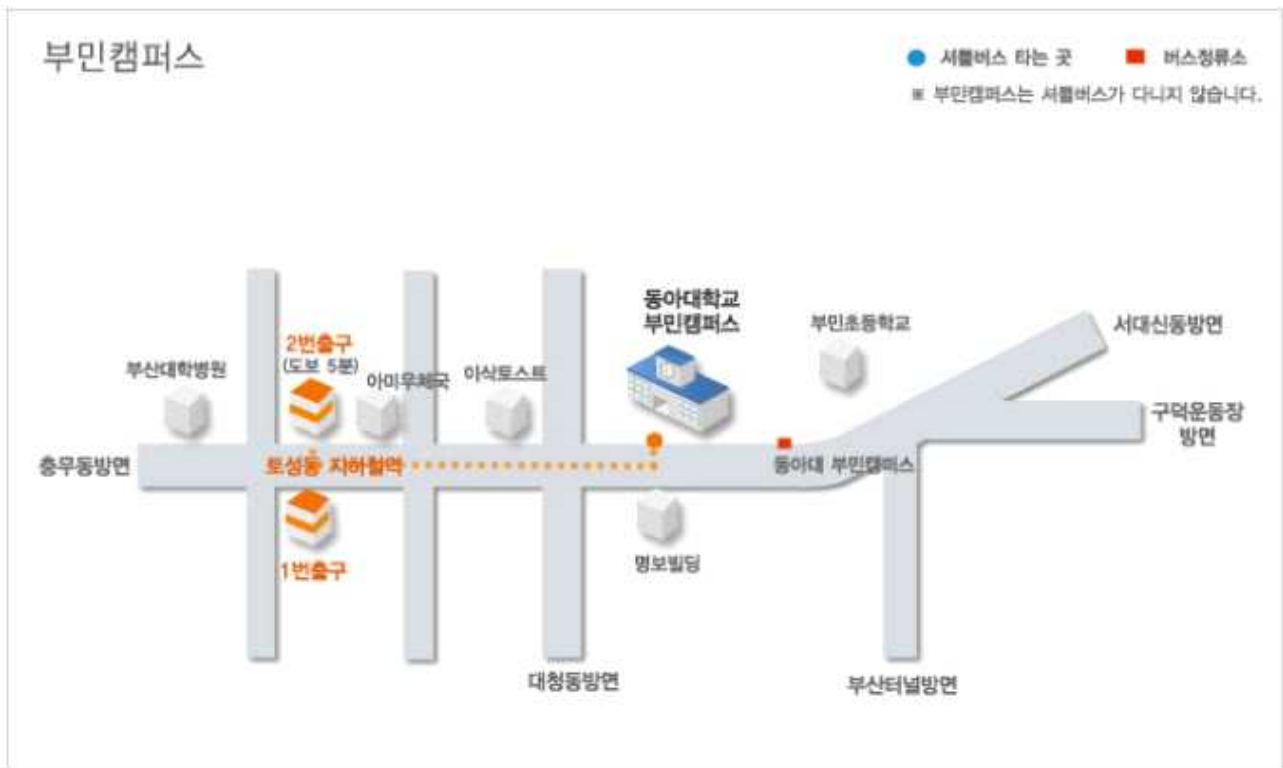 부민캠퍼스
셔틀버스 타는 곳
버스정류소
※ 부민캠퍼스는 셔틀버스가 다니지 않습니다.
동아대학교
부민캠퍼스
부민초등학교
서대신동방면
2번출구
(도보 5분)
부산대학병원
아미우체국
이삭토스트
구덕운동장
방면
충무동방면
토성동 지하철역
동아대 부민캠퍼스
1번출구
명보빌딩
대청동방면
부산터널방면